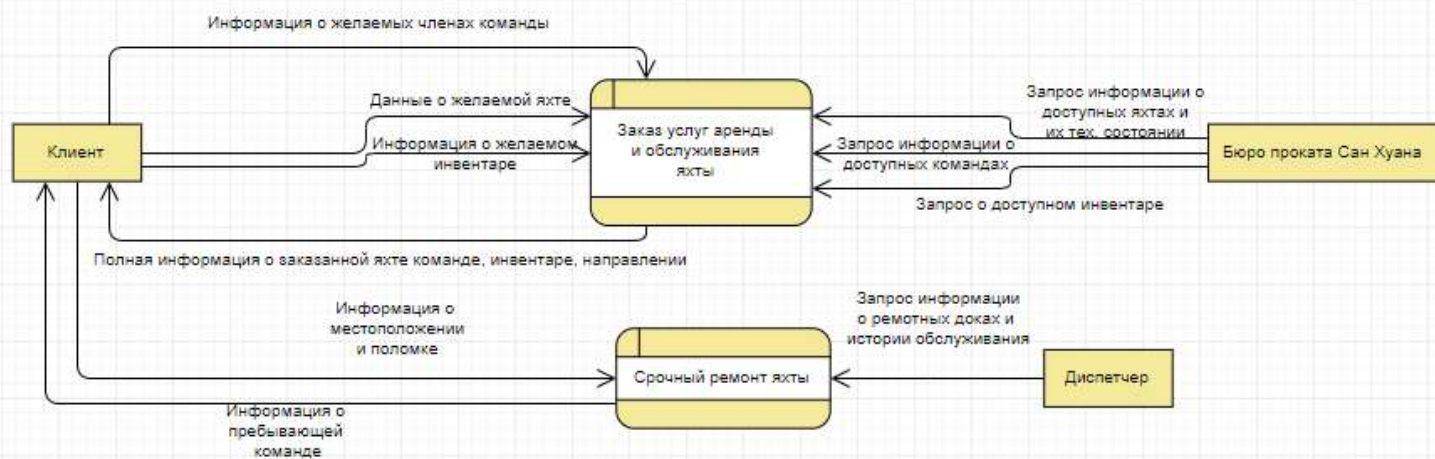 Информация о желаемых членах команды
Данные о желаемой яхте
Информация о желаемом
инвентаре
Клиент
Заказ услуг аренды
и обслуживания
яхты
Запрос информации о
доступных яхтах и
их тех. состоянии
Запрос информации о
доступных командах
Бюро проката Сан Хуана
Запрос о доступном инвентаре
Полная информация о заказанной яхте команде, инвентаре, направлении
Информация о
местоположении
и поломке
Запрос информации
о ремотных доках и
истории обслуживания
Срочный ремонт яхты
Диспетчер
Информация о
пребывающей
команде